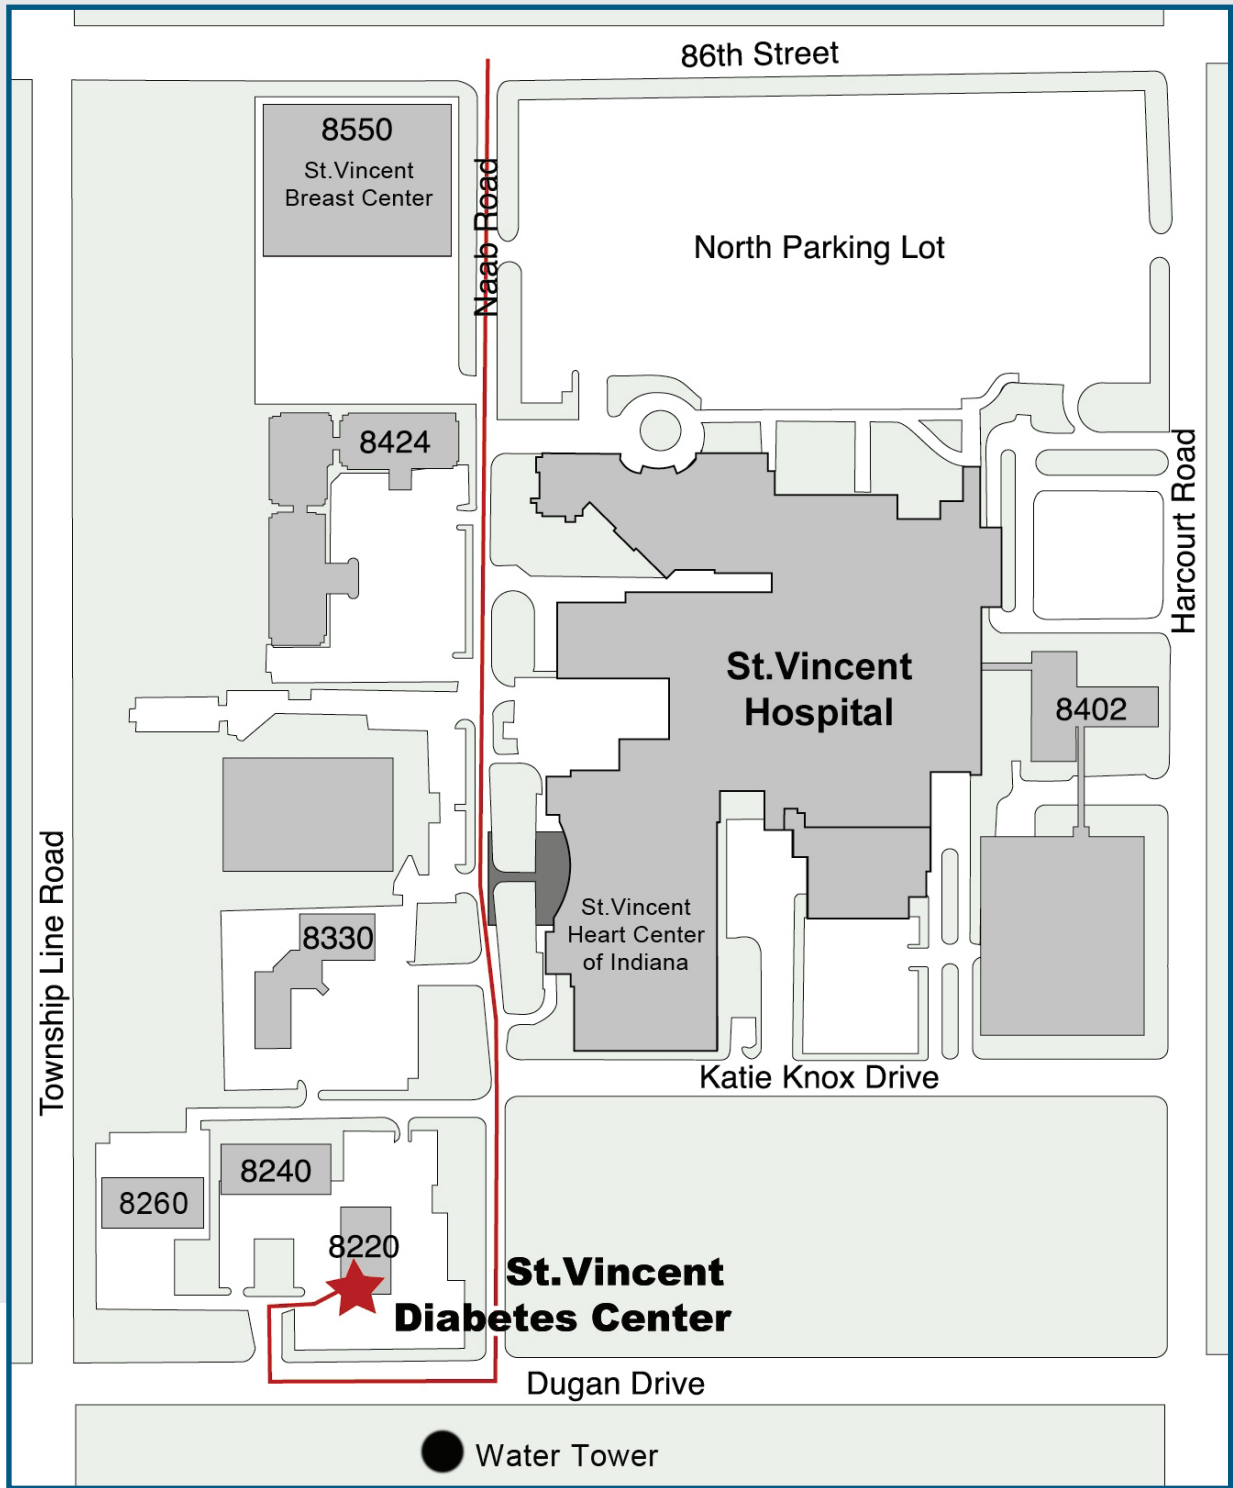 86th Street
8550
St.Vincent
Breast Center
Naab Road
North Parking Lot
8424
Harcourt Road
St.Vincent
Hospital
8402
Township Line Road
St.Vincent
Heart Center
of Indiana
8330
Katie Knox Drive
8240
8260
8220
St.Vincent
Diabetes Center
Dugan Drive
Water Tower